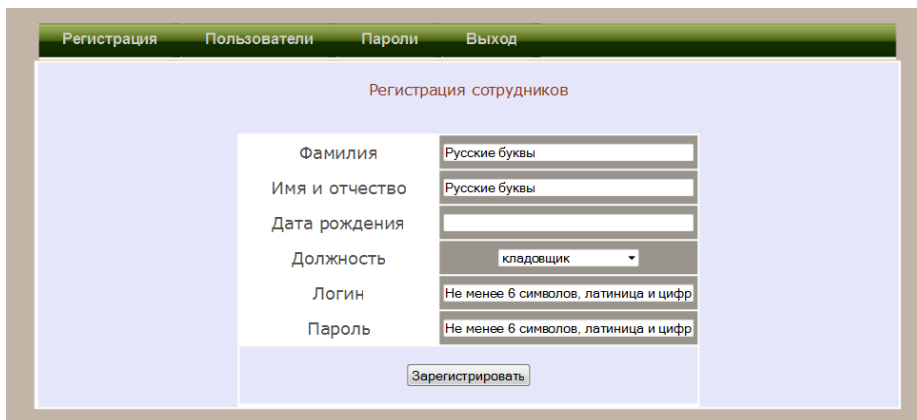 Регистрация Пользователи Пароли Выход
Регистрация сотрудников
Фамилия Русские буквы
Имя и отчество Русские буквы
Дата рождения
Должность кладовщик
Логин Не менее 6 символов, латиница и цифр
Пароль Не менее 6 символов, латиница и цифр
Зарегистрировать